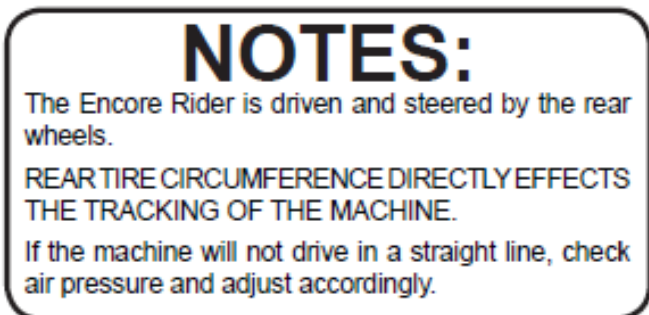 NOTES:
The Encore Rider is driven and steered by the rear
wheels.
REAR TIRE CIRCUMFERENCE DIRECTLY EFFECTS
THE TRACKING OF THE MACHINE.
If the machine will not drive in a straight line, check
air pressure and adjust accordingly.